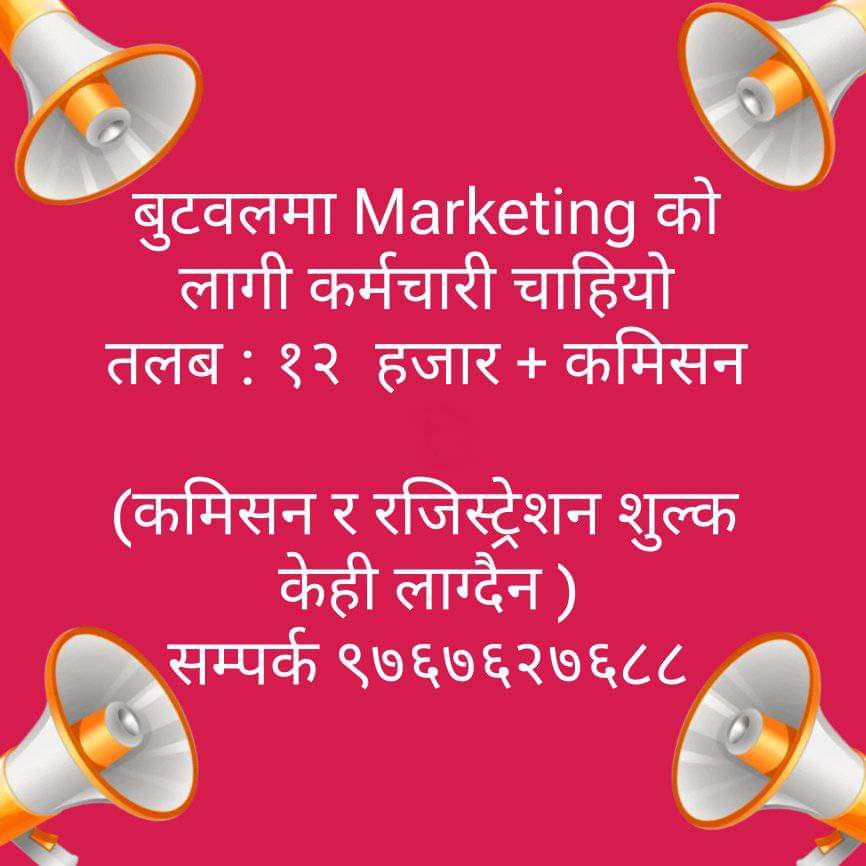 बुटवलमा Marketing को
लागी कर्मचारी चाहियो
तलब : १२ हजार + कमिसन
(कमिसन र रजिस्ट्रेशन शुल्क
केही लाग्दैन )
सम्पर्क ९७६७६२७६८८